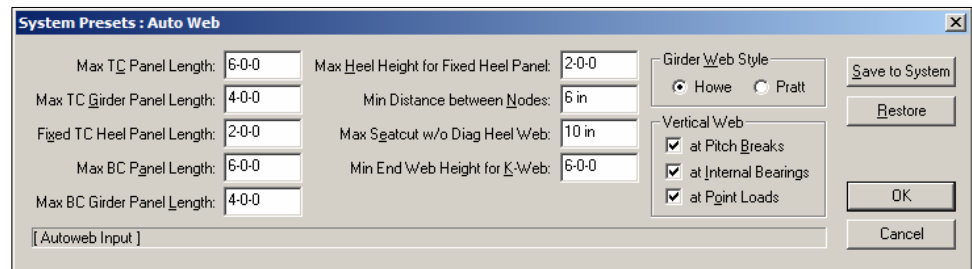 System Presets : Auto Web
Max TC Panel Length: 6-0-0
Max TC Girder Panel Length: 4-0-0
Fixed TC Heel Panel Length: 2-0-0
Max BC Panel Length: 6-0-0
Max BC Girder Panel Length: 4-0-0
Max Heel Height for Fixed Heel Panel: 2-0-0
Min Distance between Nodes: 6 in
Max Seatcut w/o Diag Heel Web: 10 in
Min End Web Height for K-Web: 6-0-0
Girder Web Style
Howe Pratt
Vertical Web
at Pitch Breaks
at Internal Bearings
at Point Loads
Save to System
Restore
OK
Cancel
[ Autoweb Input ]